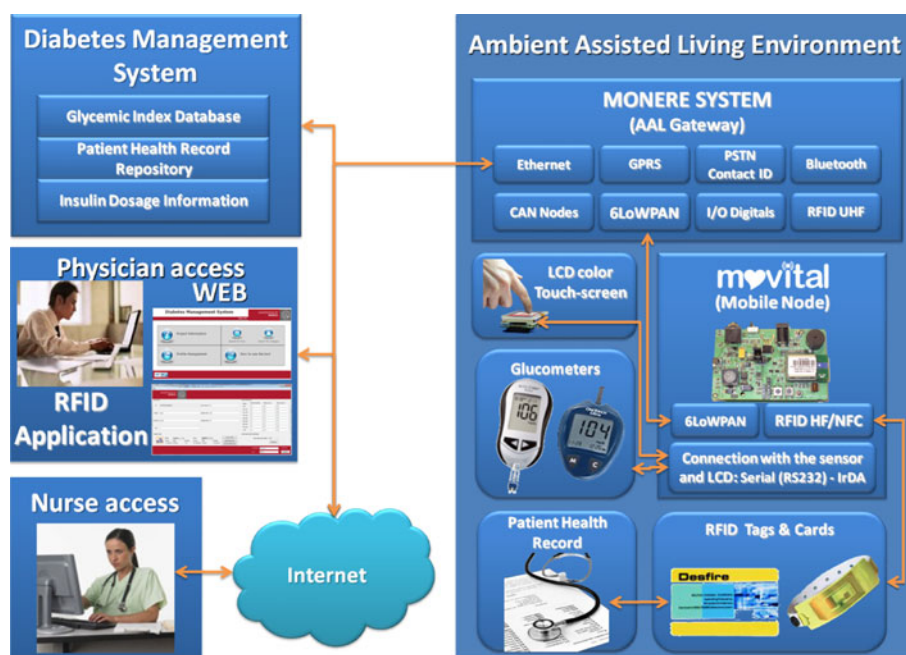 Diabetes Management
System
Glycemic Index Database
Patient Health Record
Repository
Insulin Dosage Information
Physician access
WEB
Diabetes Management System
RFID
Application
Nurse access
Internet
Ambient Assisted Living Environment
MONERE SYSTEM
(AAL Gateway)
Ethernet
GPRS
PSTN
Contact ID
Bluetooth
CAN Nodes
6LoWPAN
I/O Digitals
RFID UHF
LCD color
Touch-screen
movital
(Mobile Node)
Glucometers
106
104
6LoWPAN
RFID HF/NFC
Connection with the sensor
and LCD: Serial (RS232) - IrDA
Patient Health
Record
RFID Tags & Cards
Desfire